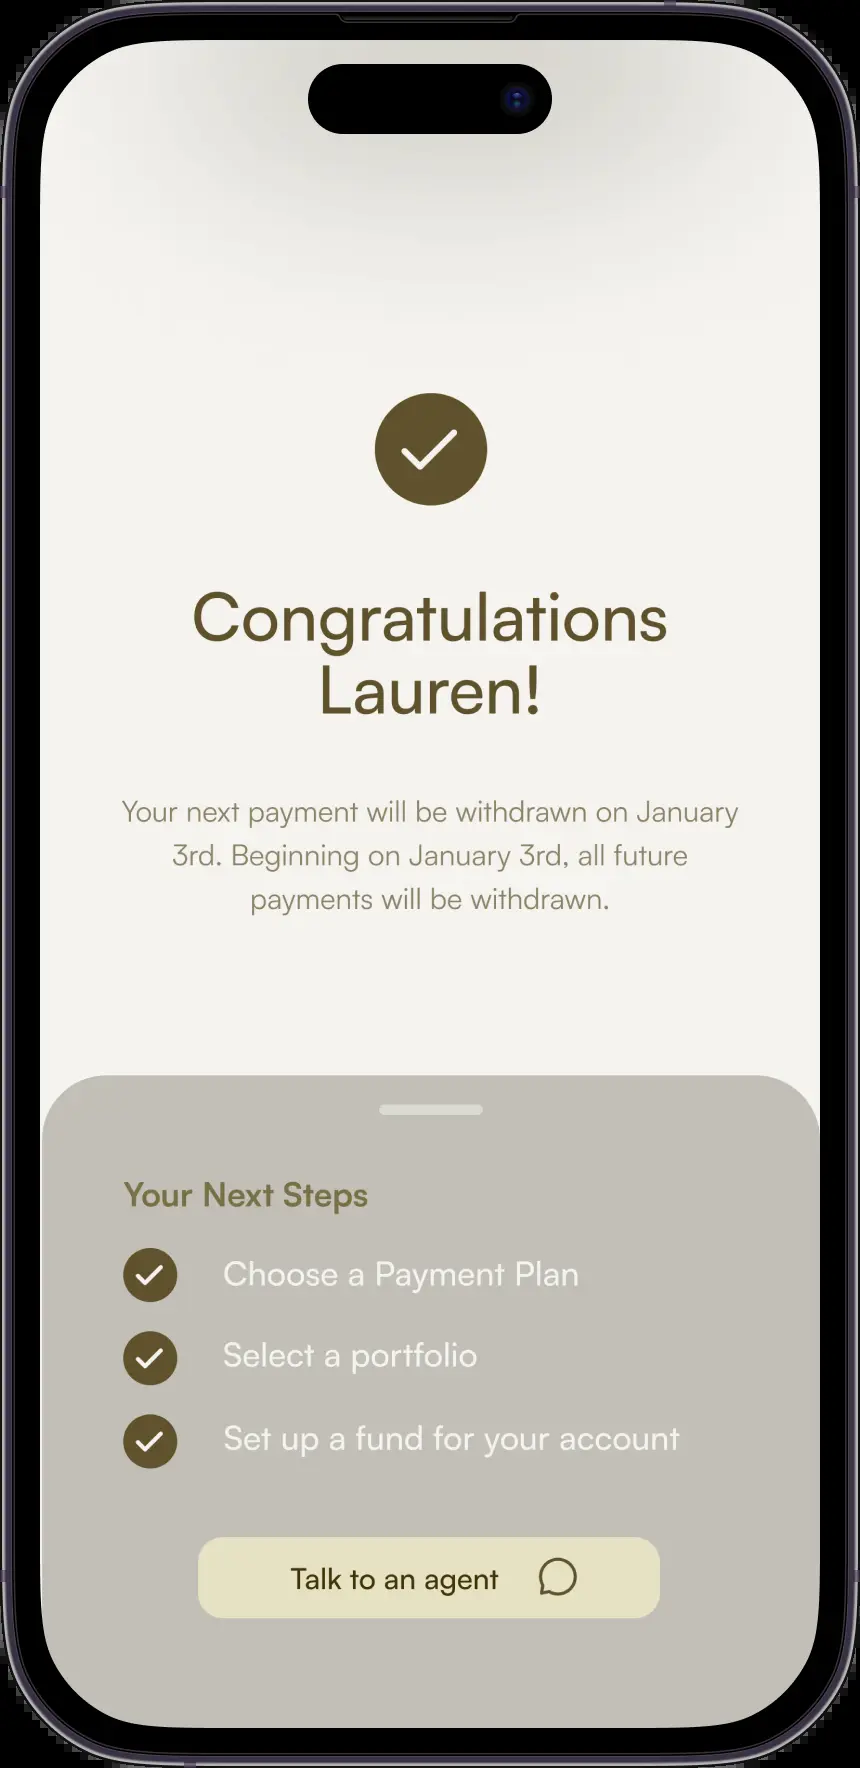 Congratulations
Lauren!
Your next payment will be withdrawn on January
3rd. Beginning on January 3rd, all future
payments will be withdrawn.
Your Next Steps
Choose a Payment Plan
Select a portfolio
Set up a fund for your account
Talk to an agent